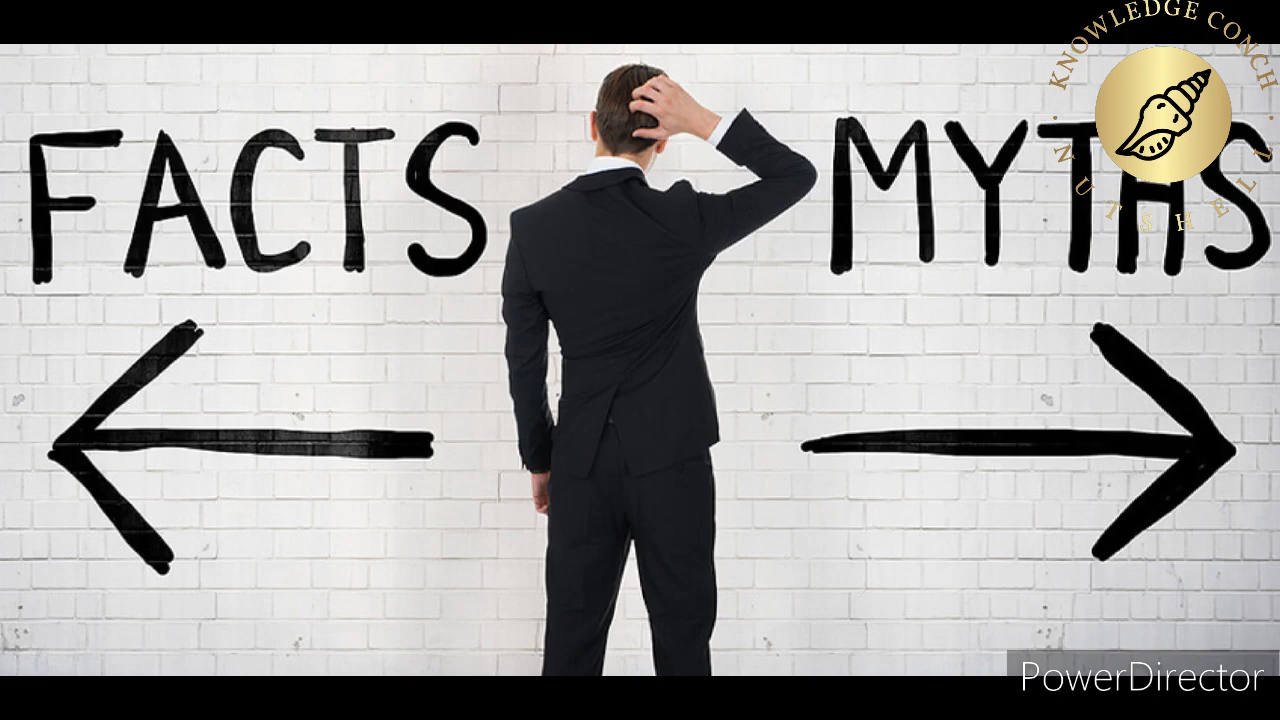 KNOWLEDGE CONCH
FACTS
MYTHS
NUTSHELL
PowerDirector